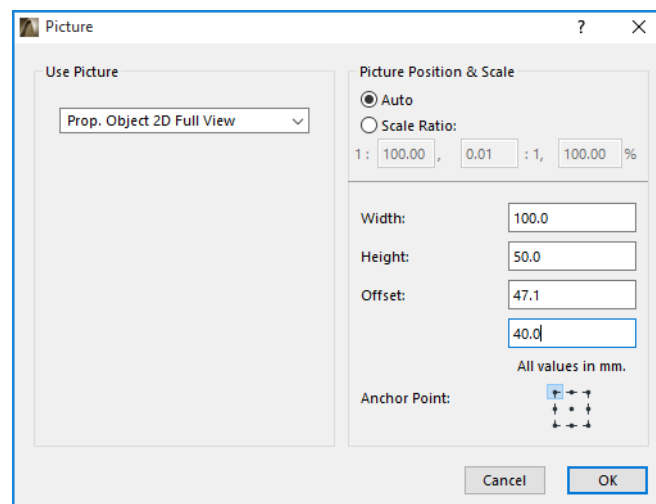 Picture
?
Use Picture
Prop. Object 2D Full View
Picture Position & Scale
Auto
Scale Ratio:
1 : 100.00 , 0.01 : 1, 100.00 %
Width: 100.0
Height: 50.0
Offset: 47.1
40.0
All values in mm.
Anchor Point:
Cancel OK